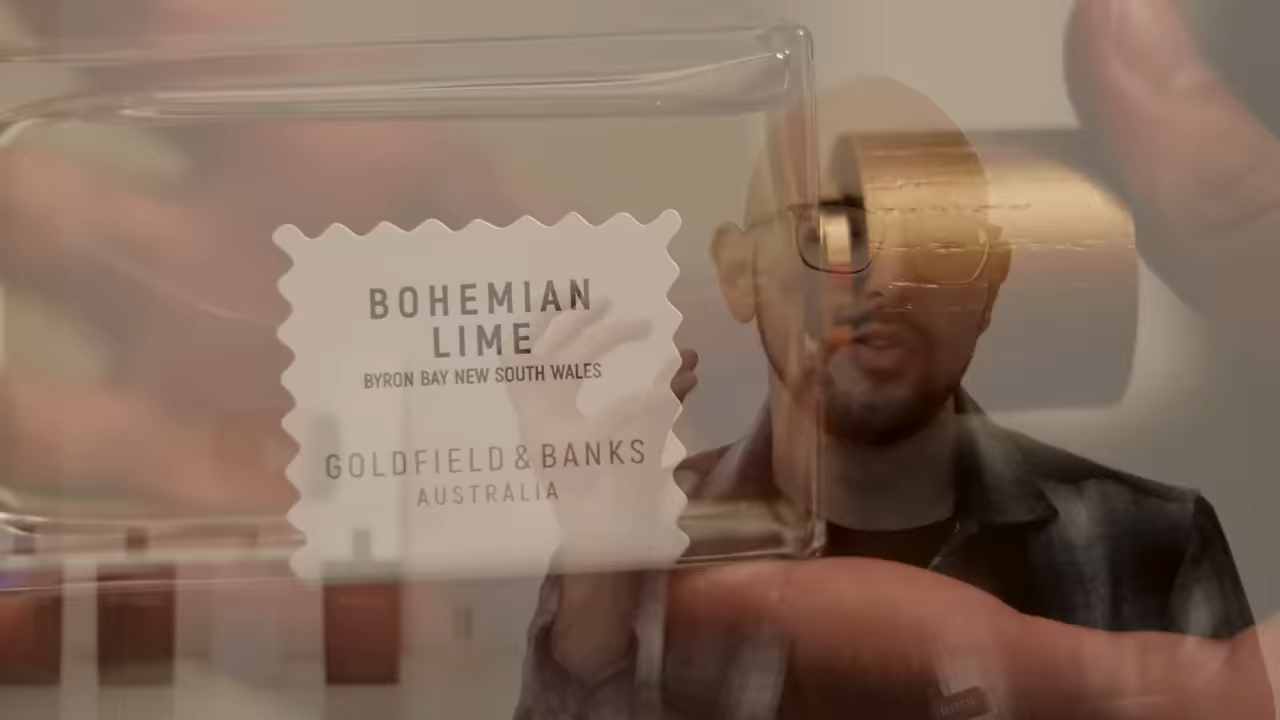 BOHEMIAN
LIME
BYRON BAY NEW SOUTH WALES
GOLDFIELD & BANKS
AUSTRALIA